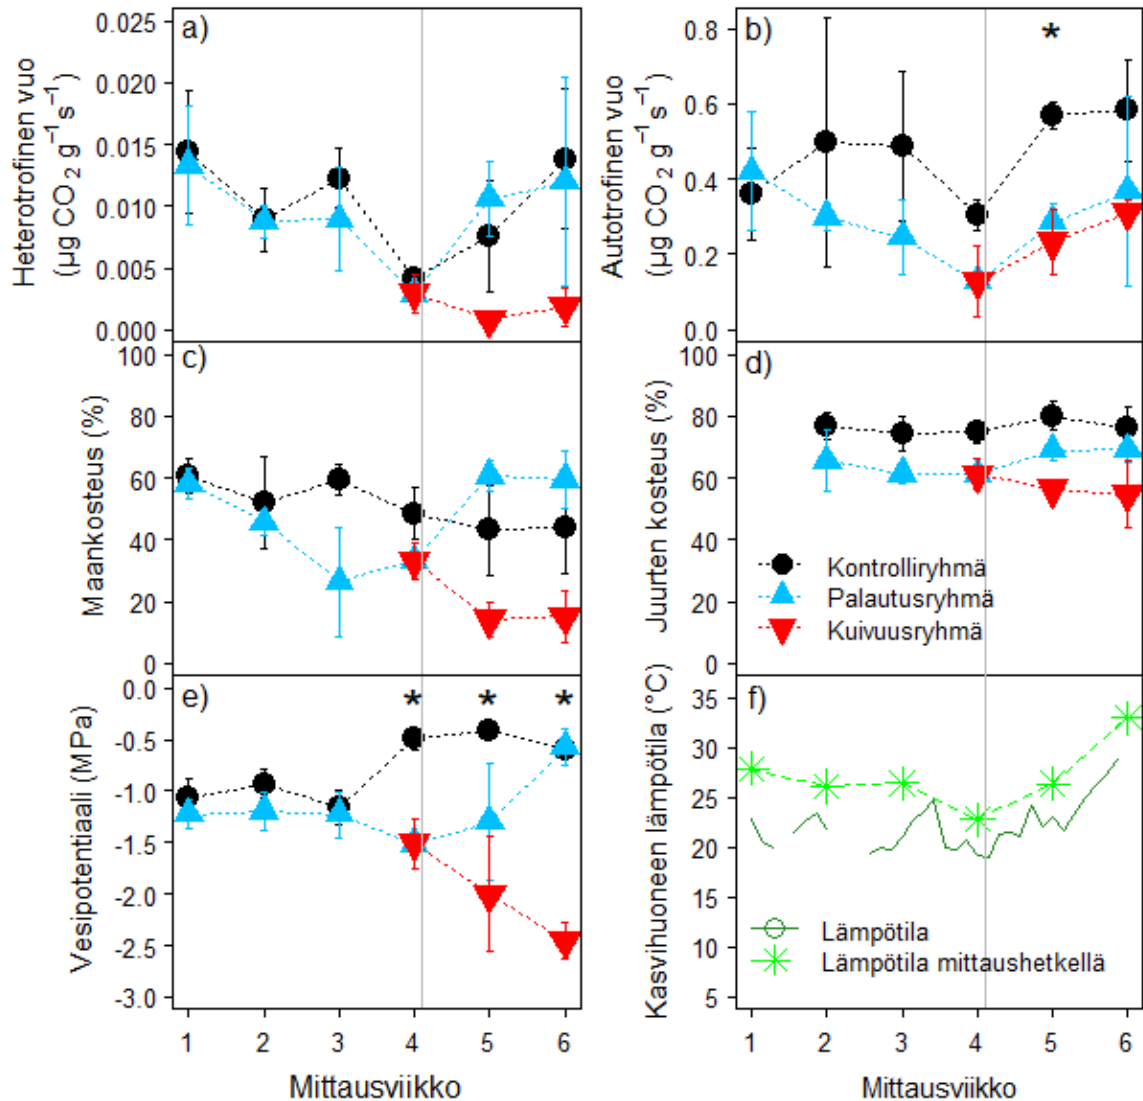 a)
Heterotrofinen vuo
(µg CO₂ g⁻¹ s⁻¹)
0.025
0.020
0.015
0.010
0.005
0.000
b)
*
Autotrofinen vuo
(µg CO₂ g⁻¹ s⁻¹)
0.8
0.6
0.4
0.2
0.0
c)
Maankosteus (%)
100
80
60
40
20
0
d)
Juurten kosteus (%)
100
80
60
40
20
0
Kontrolliryhmä
Palautusryhmä
Kuivuusryhmä
e)
* * *
Vesipotentiaali (MPa)
0.0
-0.5
-1.0
-1.5
-2.0
-2.5
-3.0
1 2 3 4 5 6
Mittausviikko
f)
Kasvihuoneen lämpötila (°C)
35
30
25
20
15
10
5
Lämpötila
Lämpötila mittaushetkellä
1 2 3 4 5 6
Mittausviikko